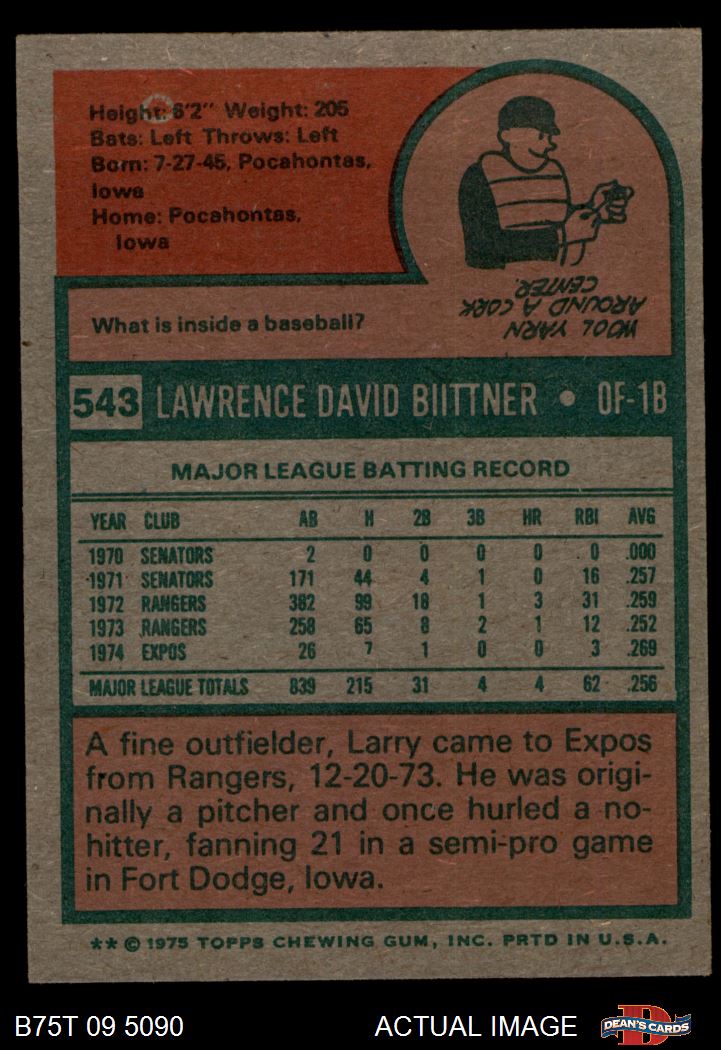 Height: 6'2" Weight: 205
Bats: Left Throws: Left
Born: 7-27-45, Pocahontas,
Iowa
Home: Pocahontas,
Iowa
What is inside a baseball?
WOOL YARN
AROUND A CORK
CENTER.
543 LAWRENCE DAVID BIITTNER • OF-1B
MAJOR LEAGUE BATTING RECORD
YEAR CLUB AB H 2B 3B HR RBI AVG
1970 SENATORS 2 0 0 0 0 0 .000
1971 SENATORS 171 44 4 1 0 16 .257
1972 RANGERS 382 99 18 1 3 31 .259
1973 RANGERS 258 65 8 2 1 12 .252
1974 EXPOS 26 7 1 0 0 3 .269
MAJOR LEAGUE TOTALS 839 215 31 4 4 62 .256
A fine outfielder, Larry came to Expos
from Rangers, 12-20-73. He was origi-
nally a pitcher and once hurled a no-
hitter, fanning 21 in a semi-pro game
in Fort Dodge, Iowa.
** © 1975 TOPPS CHEWING GUM, INC. PRTD IN U.S.A.
B75T 09 5090 ACTUAL IMAGE D DEAN'S CARDS